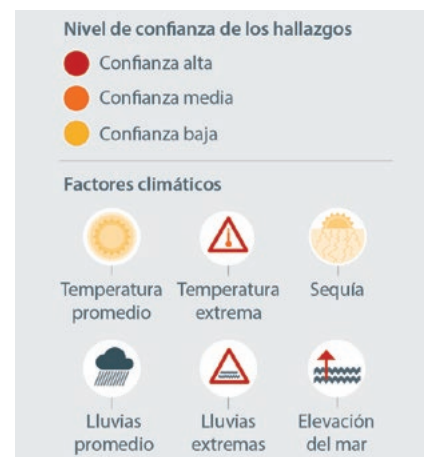 Nivel de confianza de los hallazgos
Confianza alta
Confianza media
Confianza baja
Factores climáticos
Temperatura promedio
Temperatura extrema
Sequía
Lluvias promedio
Lluvias extremas
Elevación del mar